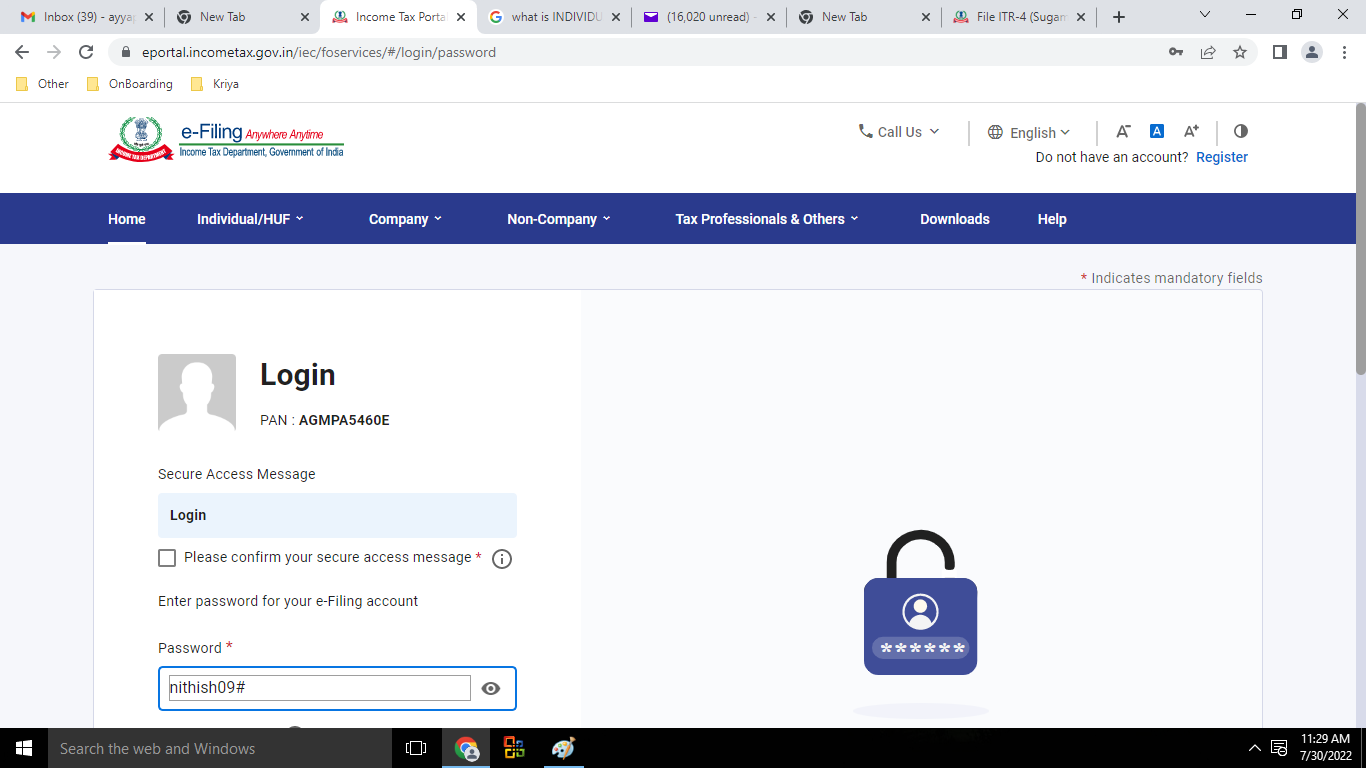 Inbox (39) - ayya
New Tab
Income Tax Porta
what is INDIVIDU
(16,020 unread) -
New Tab
File ITR-4 (Sugam
eportal.incometax.gov.in/iec/foservices/#/login/password
Other
OnBoarding
Kriya
e-Filing Anywhere Anytime
Income Tax Department, Government of India
INCOME TAX DEPARTMENT
Call Us
English
A-
A
A+
Do not have an account? Register
Home
Individual/HUF
Company
Non-Company
Tax Professionals & Others
Downloads
Help
* Indicates mandatory fields
Login
PAN : AGMPA5460E
Secure Access Message
Login
Please confirm your secure access message *
Enter password for your e-Filing account
Password *
nithish09#
******
Search the web and Windows
11:29 AM
7/30/2022